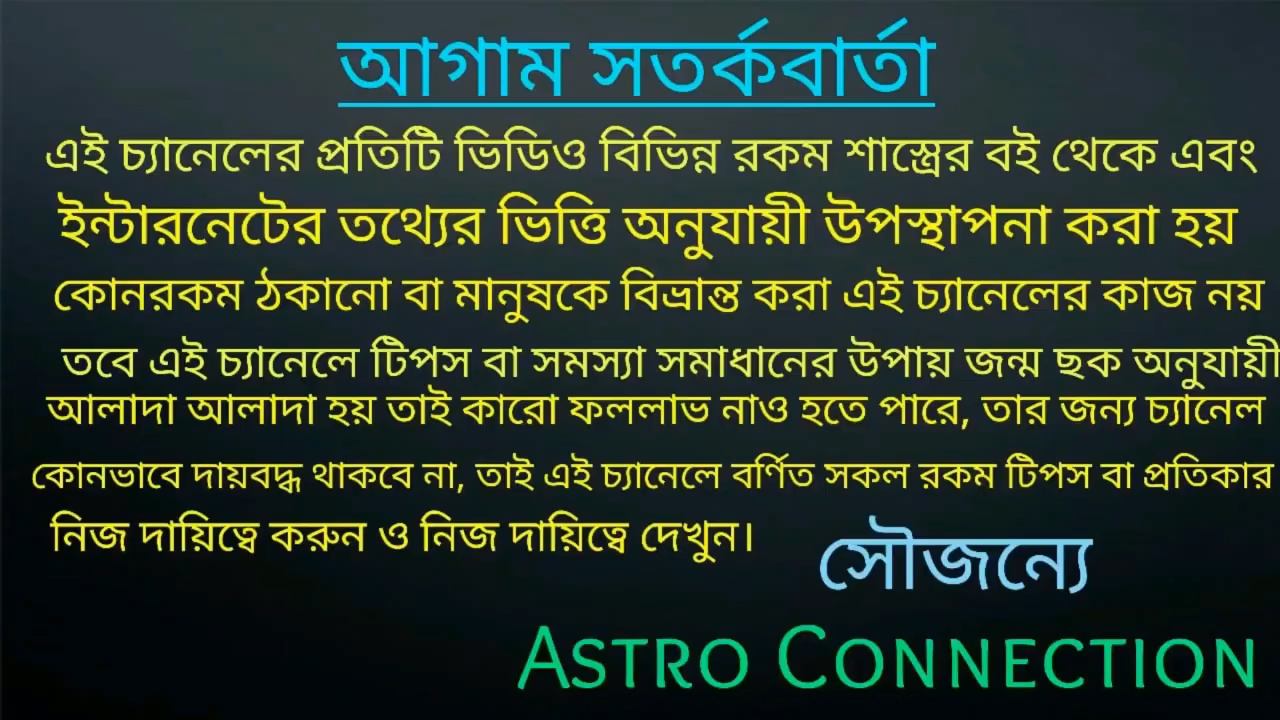 আগাম সতর্কবার্তা
এই চ্যানেলের প্রতিটি ভিডিও বিভিন্ন রকম শাস্ত্রের বই থেকে এবং
ইন্টারনেটের তথ্যের ভিত্তি অনুযায়ী উপস্থাপনা করা হয়
কোনরকম ঠকানো বা মানুষকে বিভ্রান্ত করা এই চ্যানেলের কাজ নয়
তবে এই চ্যানেলে টিপস বা সমস্যা সমাধানের উপায় জন্ম ছক অনুযায়ী
আলাদা আলাদা হয় তাই কারো ফললাভ নাও হতে পারে, তার জন্য চ্যানেল
কোনভাবে দায়বদ্ধ থাকবে না, তাই এই চ্যানেলে বর্ণিত সকল রকম টিপস বা প্রতিকার
নিজ দায়িত্বে করুন ও নিজ দায়িত্বে দেখুন।
সৌজন্যে
ASTRO CONNECTION